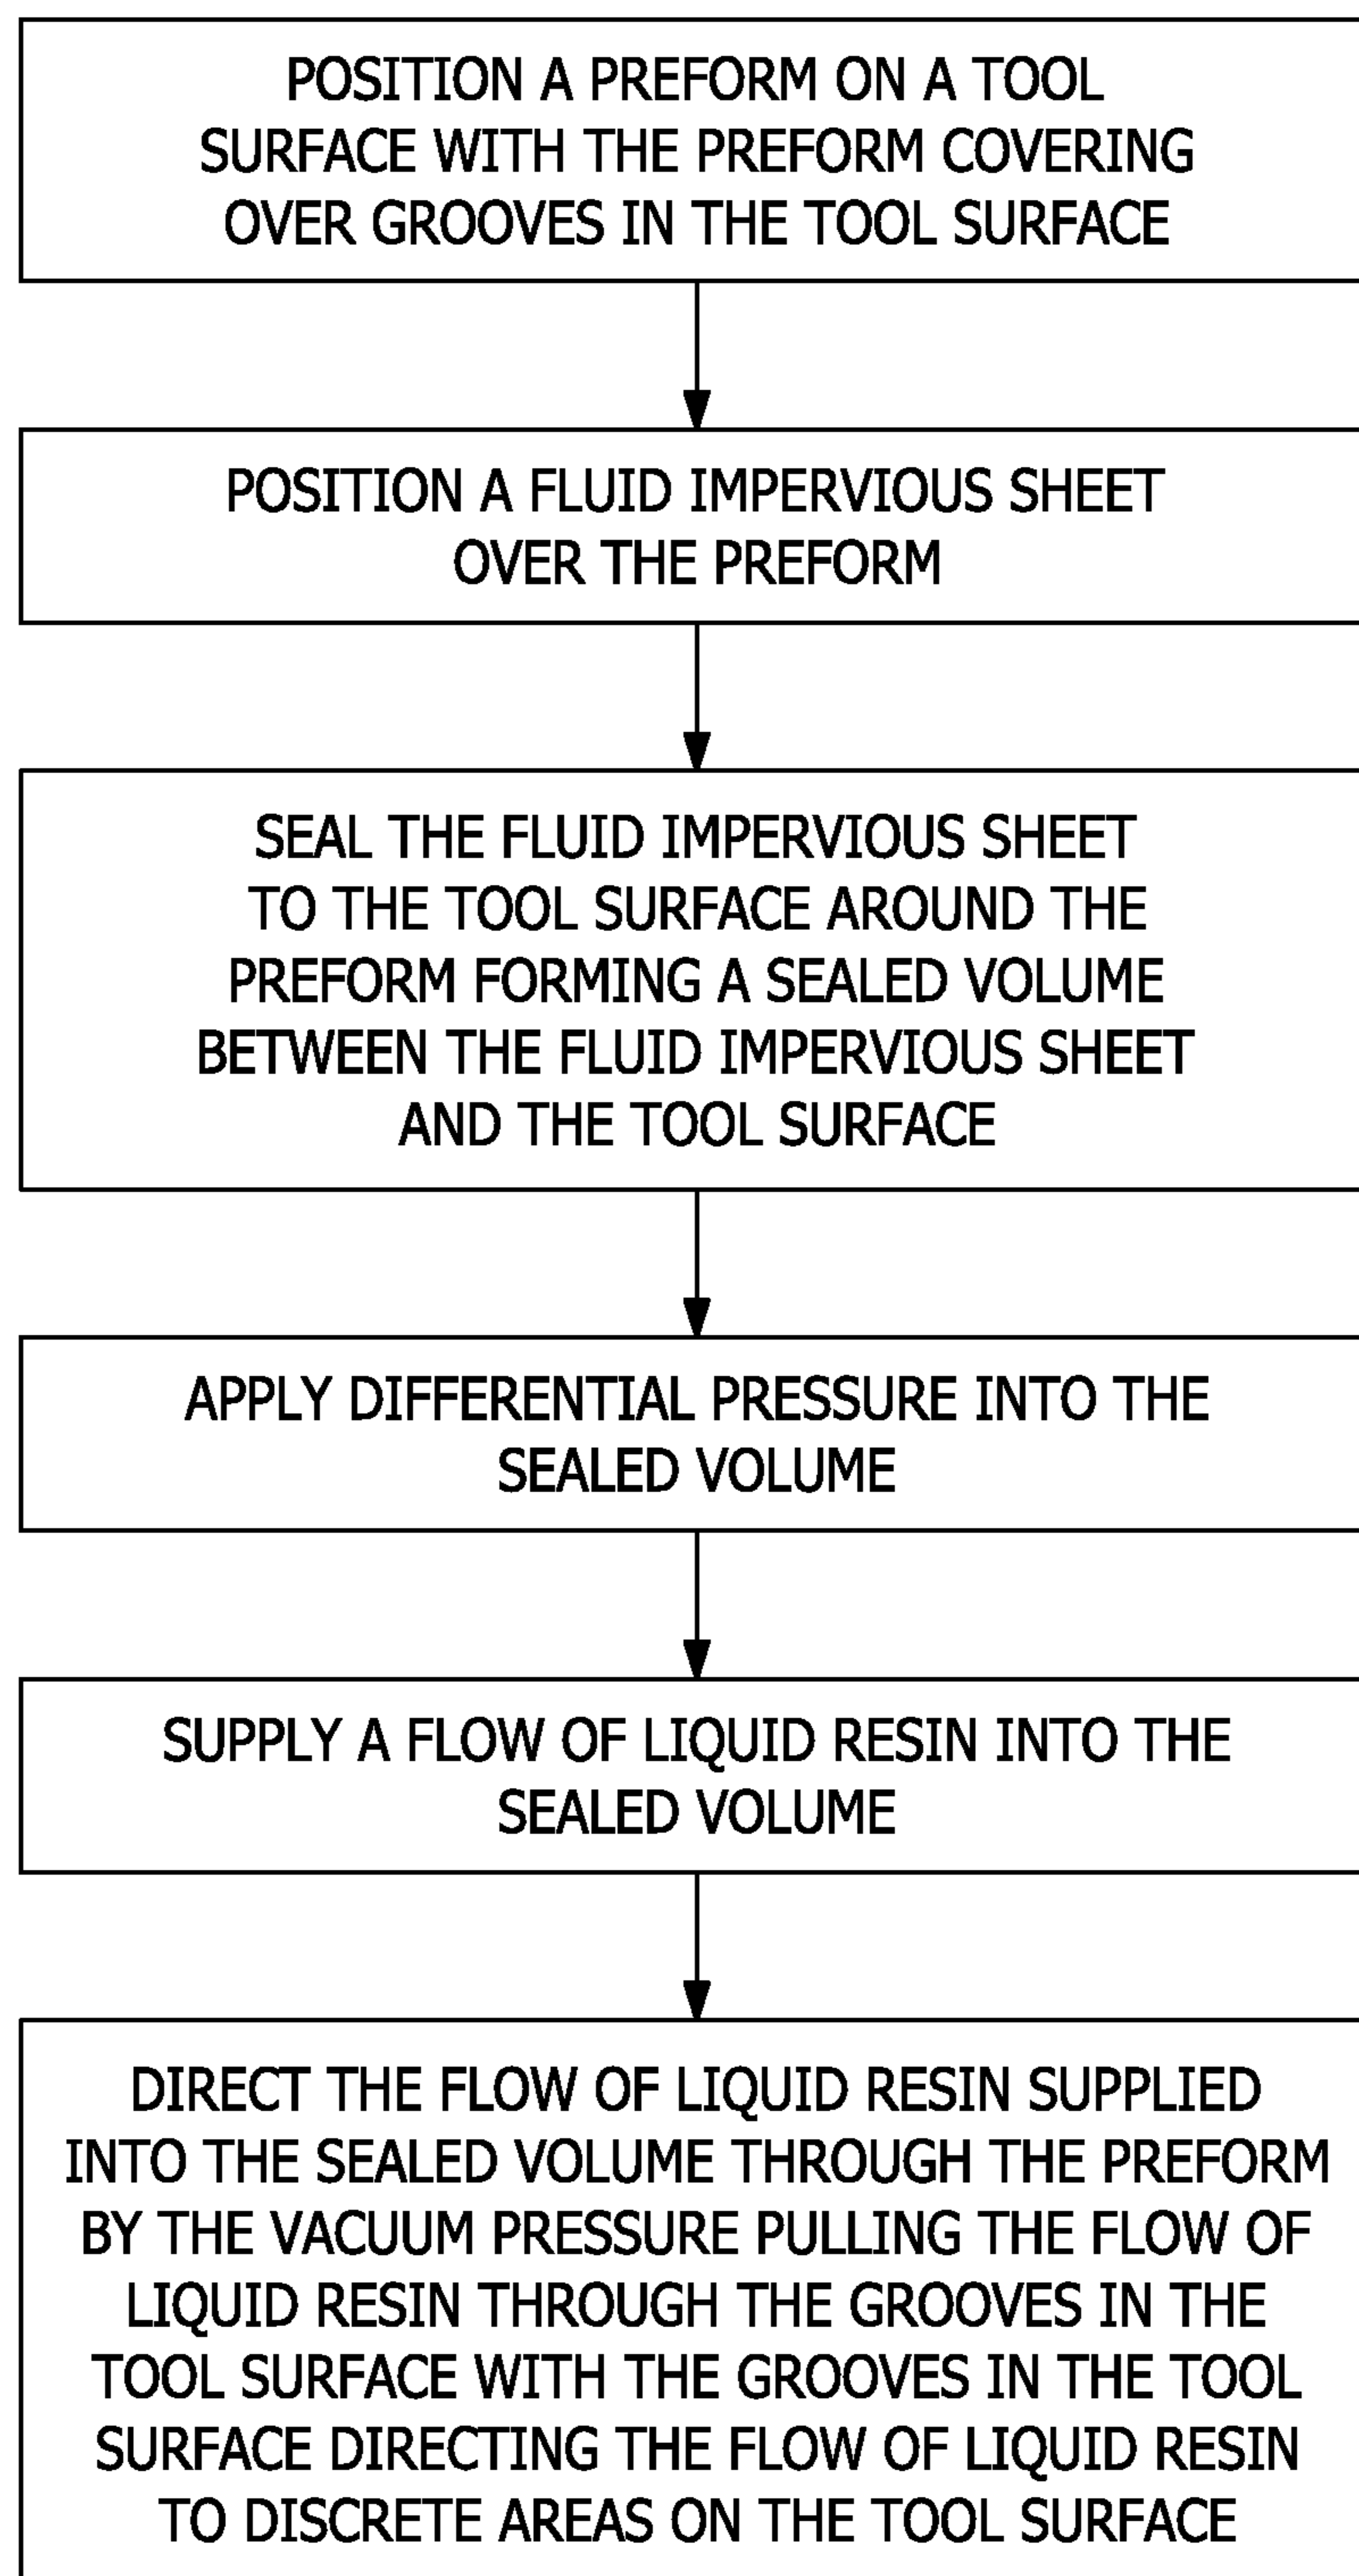 POSITION A PREFORM ON A TOOL
SURFACE WITH THE PREFORM COVERING
OVER GROOVES IN THE TOOL SURFACE
POSITION A FLUID IMPERVIOUS SHEET
OVER THE PREFORM
SEAL THE FLUID IMPERVIOUS SHEET
TO THE TOOL SURFACE AROUND THE
PREFORM FORMING A SEALED VOLUME
BETWEEN THE FLUID IMPERVIOUS SHEET
AND THE TOOL SURFACE
APPLY DIFFERENTIAL PRESSURE INTO THE
SEALED VOLUME
SUPPLY A FLOW OF LIQUID RESIN INTO THE
SEALED VOLUME
DIRECT THE FLOW OF LIQUID RESIN SUPPLIED
INTO THE SEALED VOLUME THROUGH THE PREFORM
BY THE VACUUM PRESSURE PULLING THE FLOW OF
LIQUID RESIN THROUGH THE GROOVES IN THE
TOOL SURFACE WITH THE GROOVES IN THE TOOL
SURFACE DIRECTING THE FLOW OF LIQUID RESIN
TO DISCRETE AREAS ON THE TOOL SURFACE